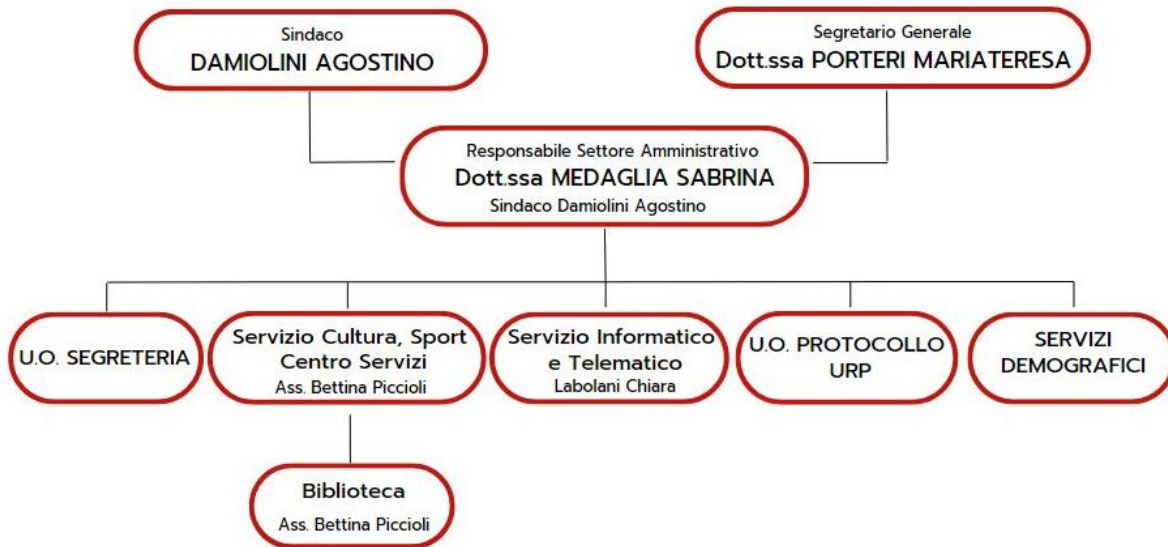 Sindaco
DAMIOLINI AGOSTINO
Segretario Generale
Dott.ssa PORTERI MARIATERESA
Responsabile Settore Amministrativo
Dott.ssa MEDAGLIA SABRINA
Sindaco Damiolini Agostino
U.O. SEGRETERIA
Servizio Cultura, Sport
Centro Servizi
Ass. Bettina Piccioli
Servizio Informatico
e Telematico
Labolani Chiara
U.O. PROTOCOLLO
URP
SERVIZI
DEMOGRAFICI
Biblioteca
Ass. Bettina Piccioli